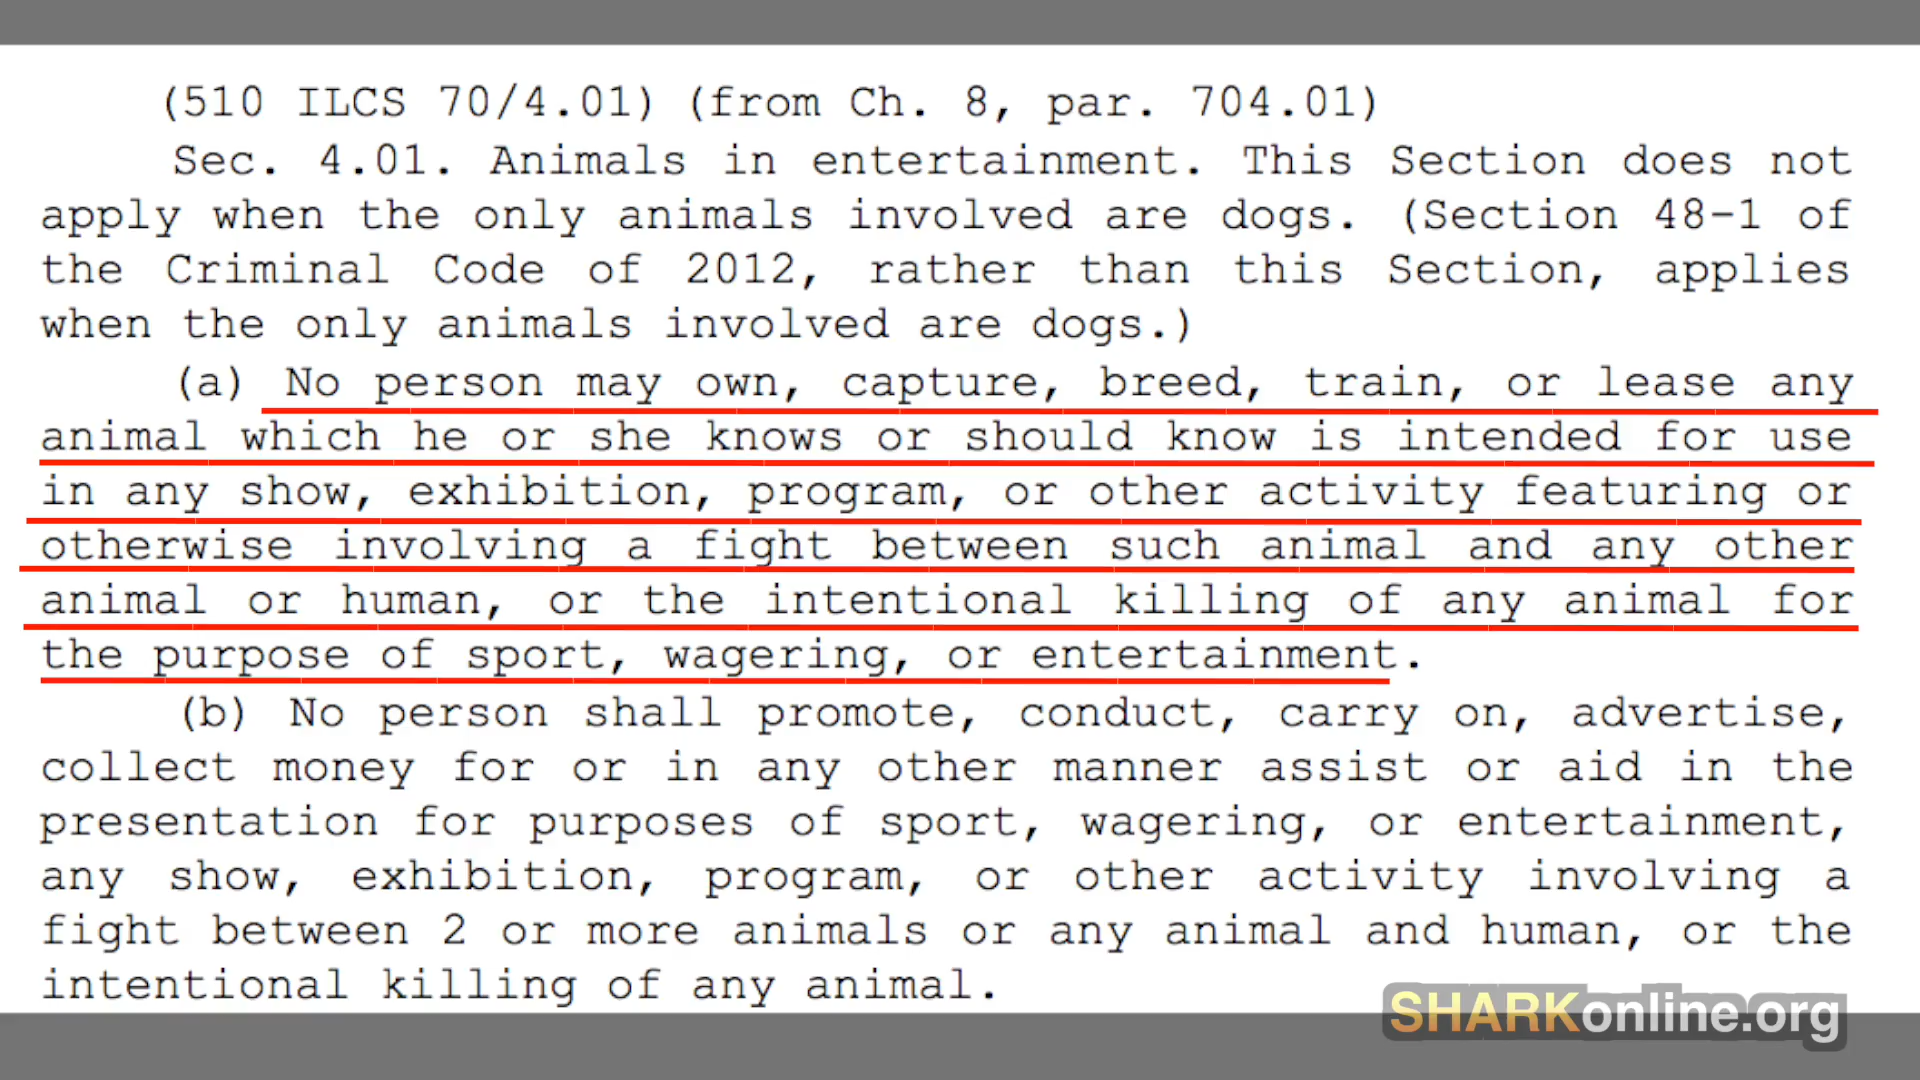 (510 ILCS 70/4.01) (from Ch. 8, par. 704.01)
Sec. 4.01. Animals in entertainment. This Section does not
apply when the only animals involved are dogs. (Section 48-1 of
the Criminal Code of 2012, rather than this Section, applies
when the only animals involved are dogs.)
(a) No person may own, capture, breed, train, or lease any
animal which he or she knows or should know is intended for use
in any show, exhibition, program, or other activity featuring or
otherwise involving a fight between such animal and any other
animal or human, or the intentional killing of any animal for
the purpose of sport, wagering, or entertainment.
(b) No person shall promote, conduct, carry on, advertise,
collect money for or in any other manner assist or aid in the
presentation for purposes of sport, wagering, or entertainment,
any show, exhibition, program, or other activity involving a
fight between 2 or more animals or any animal and human, or the
intentional killing of any animal.
SHARKonline.org